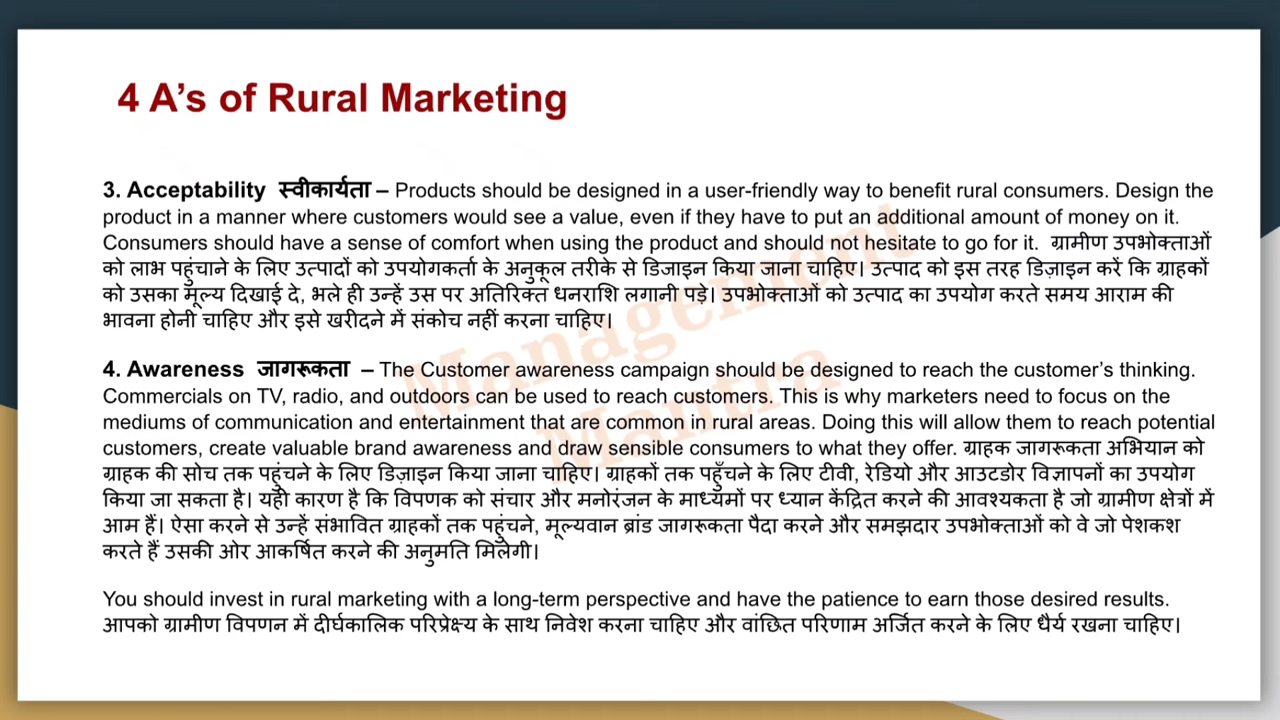 4 A’s of Rural Marketing
3. Acceptability स्वीकार्यता – Products should be designed in a user-friendly way to benefit rural consumers. Design the
product in a manner where customers would see a value, even if they have to put an additional amount of money on it.
Consumers should have a sense of comfort when using the product and should not hesitate to go for it. ग्रामीण उपभोक्ताओं
को लाभ पहुंचाने के लिए उत्पादों को उपयोगकर्ता के अनुकूल तरीके से डिजाइन किया जाना चाहिए। उत्पाद को इस तरह डिज़ाइन करें कि ग्राहकों
को उसका मूल्य दिखाई दे, भले ही उन्हें उस पर अतिरिक्त धनराशि लगानी पड़े। उपभोक्ताओं को उत्पाद का उपयोग करते समय आराम की
भावना होनी चाहिए और इसे खरीदने में संकोच नहीं करना चाहिए।
4. Awareness जागरूकता – The Customer awareness campaign should be designed to reach the customer’s thinking.
Commercials on TV, radio, and outdoors can be used to reach customers. This is why marketers need to focus on the
mediums of communication and entertainment that are common in rural areas. Doing this will allow them to reach potential
customers, create valuable brand awareness and draw sensible consumers to what they offer. ग्राहक जागरूकता अभियान को
ग्राहक की सोच तक पहुंचने के लिए डिज़ाइन किया जाना चाहिए। ग्राहकों तक पहुँचने के लिए टीवी, रेडियो और आउटडोर विज्ञापनों का उपयोग
किया जा सकता है। यही कारण है कि विपणक को संचार और मनोरंजन के माध्यमों पर ध्यान केंद्रित करने की आवश्यकता है जो ग्रामीण क्षेत्रों में
आम हैं। ऐसा करने से उन्हें संभावित ग्राहकों तक पहुंचने, मूल्यवान ब्रांड जागरूकता पैदा करने और समझदार उपभोक्ताओं को वे जो पेशकश
करते हैं उसकी ओर आकर्षित करने की अनुमति मिलेगी।
You should invest in rural marketing with a long-term perspective and have the patience to earn those desired results.
आपको ग्रामीण विपणन में दीर्घकालिक परिप्रेक्ष्य के साथ निवेश करना चाहिए और वांछित परिणाम अर्जित करने के लिए धैर्य रखना चाहिए।
Management
Mantra